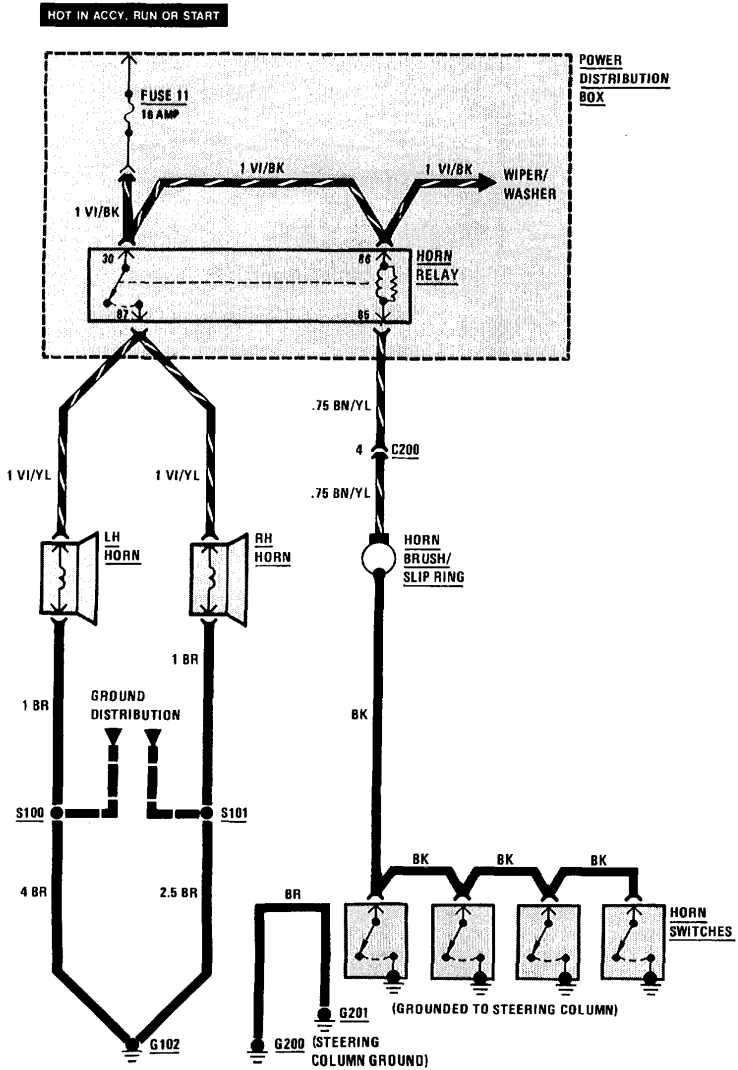 HOT IN ACCY, RUN OR START
POWER
DISTRIBUTION
BOX
FUSE 11
16 AMP
1 VI/BK
1 VI/BK
WIPER/
WASHER
1 VI/BK
30
86
HORN
RELAY
87
85
.75 BN/YL
4
C200
1 VI/YL
1 VI/YL
.75 BN/YL
LH
HORN
RH
HORN
HORN
BRUSH/
SLIP RING
1 BR
1 BR
GROUND
DISTRIBUTION
BK
S100
S101
BK
BK
BK
4 BR
2.5 BR
BR
HORN
SWITCHES
G201
(GROUNDED TO STEERING COLUMN)
G102
G200
(STEERING
COLUMN GROUND)